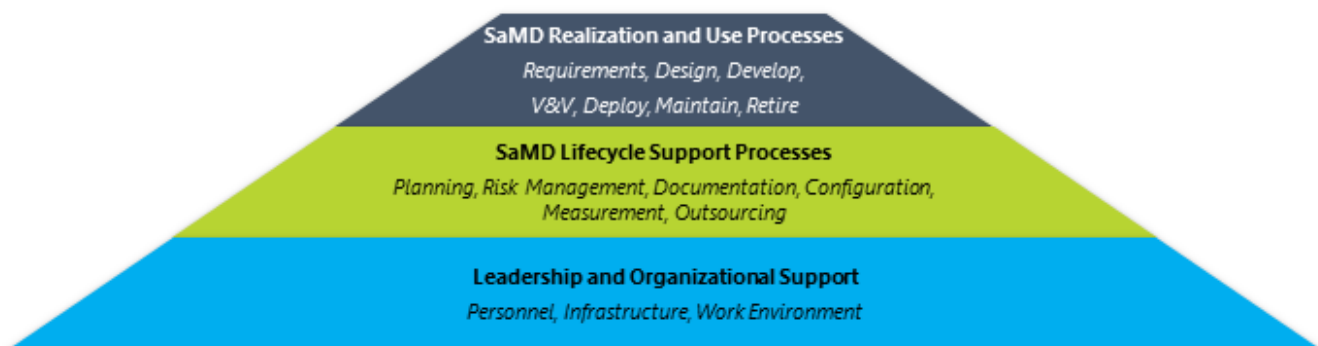 SaMD Realization and Use Processes
Requirements, Design, Develop,
V&V, Deploy, Maintain, Retire
SaMD Lifecycle Support Processes
Planning, Risk Management, Documentation, Configuration,
Measurement, Outsourcing
Leadership and Organizational Support
Personnel, Infrastructure, Work Environment